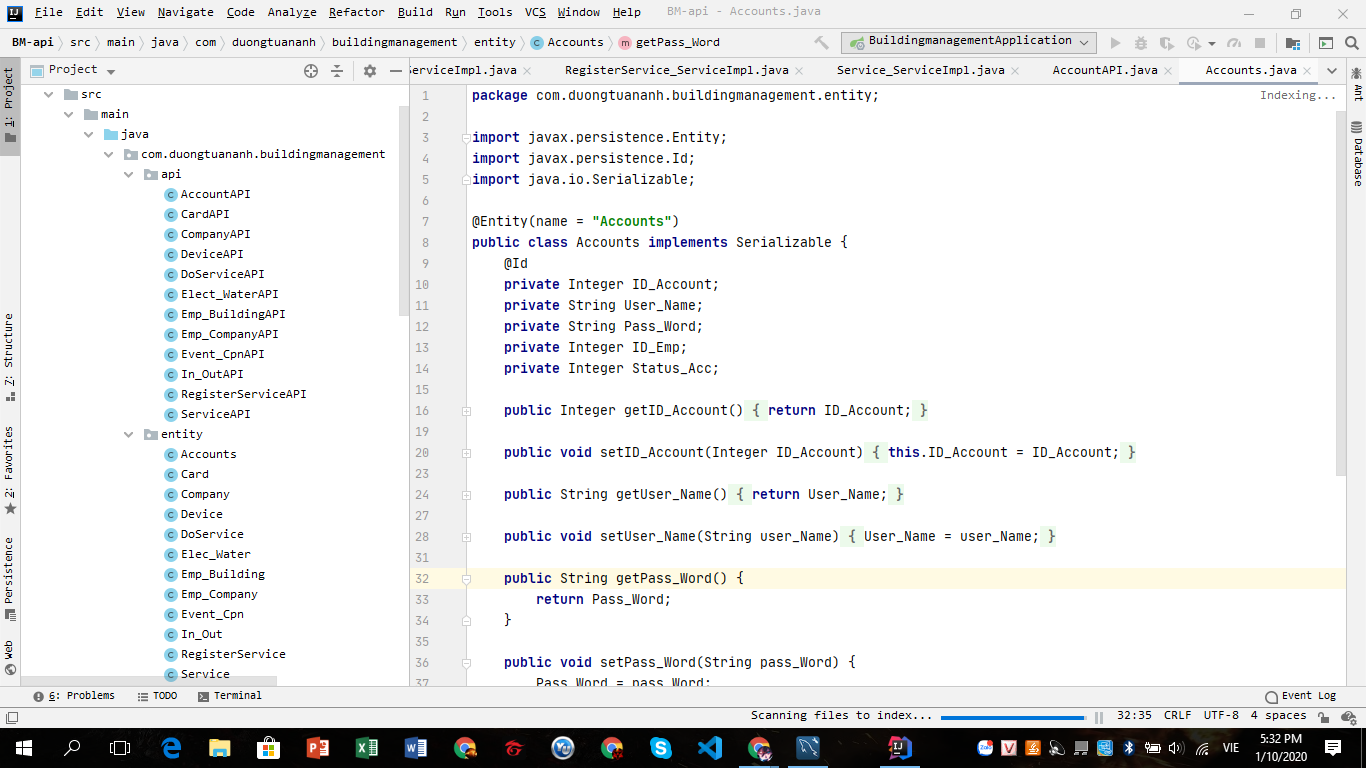 File Edit View Navigate Code Analyze Refactor Build Run Tools VCS Window Help BM-api - Accounts.java
BM-api src main java com duongtuananh buildingmanagement entity Accounts getPass_Word BuildingmanagementApplication
Project
ServiceImpl.java RegisterService_ServiceImpl.java Service_ServiceImpl.java AccountAPI.java Accounts.java
1: Project
Z: Structure
2: Favorites
Persistence
Web
src
main
java
com.duongtuananh.buildingmanagement
api
AccountAPI
CardAPI
CompanyAPI
DeviceAPI
DoServiceAPI
Elect_WaterAPI
Emp_BuildingAPI
Emp_CompanyAPI
Event_CpnAPI
In_OutAPI
RegisterServiceAPI
ServiceAPI
entity
Accounts
Card
Company
Device
DoService
Elec_Water
Emp_Building
Emp_Company
Event_Cpn
In_Out
RegisterService
Service
Indexing...
1 package com.duongtuananh.buildingmanagement.entity;
2
3 import javax.persistence.Entity;
4 import javax.persistence.Id;
5 import java.io.Serializable;
6
7 @Entity(name = "Accounts")
8 public class Accounts implements Serializable {
9 @Id
10 private Integer ID_Account;
11 private String User_Name;
12 private String Pass_Word;
13 private Integer ID_Emp;
14 private Integer Status_Acc;
15
16 public Integer getID_Account() { return ID_Account; }
19
20 public void setID_Account(Integer ID_Account) { this.ID_Account = ID_Account; }
23
24 public String getUser_Name() { return User_Name; }
27
28 public void setUser_Name(String user_Name) { User_Name = user_Name; }
31
32 public String getPass_Word() {
33 return Pass_Word;
34 }
35
36 public void setPass_Word(String pass_Word) {
37 Pass_Word = pass_Word;
Ant
Database
6: Problems TODO Terminal Event Log
Scanning files to index... 32:35 CRLF UTF-8 4 spaces
VIE
5:32 PM
1/10/2020